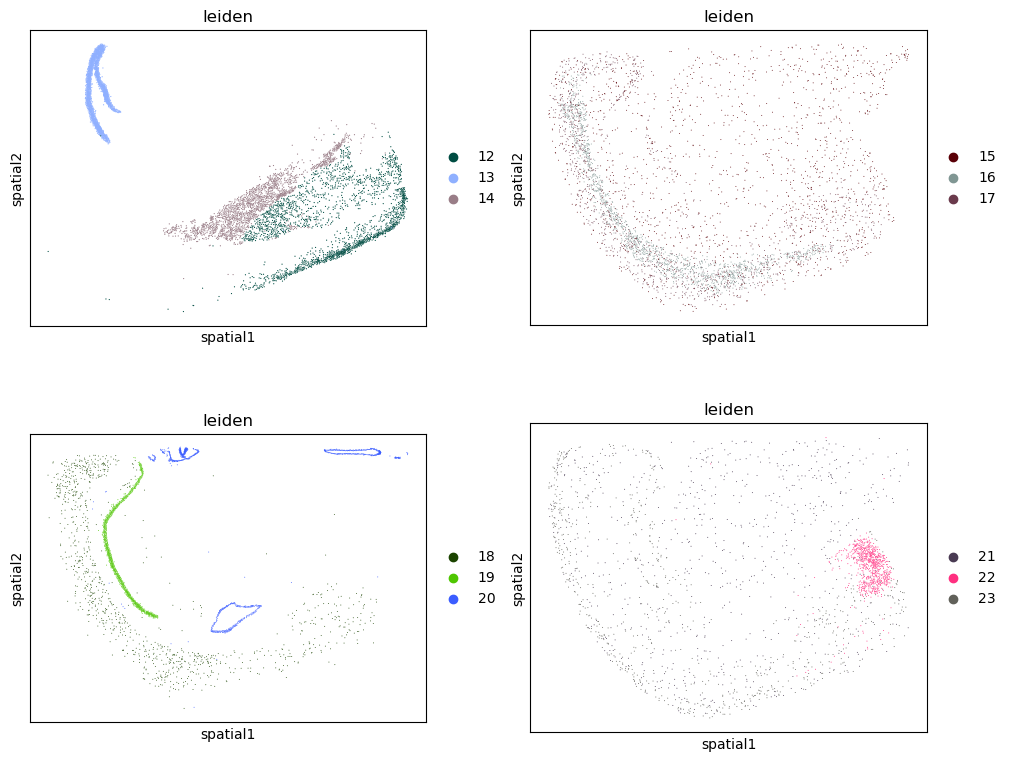 leiden
spatial2
spatial1
12
13
14
leiden
spatial2
spatial1
15
16
17
leiden
spatial2
spatial1
18
19
20
leiden
spatial2
spatial1
21
22
23